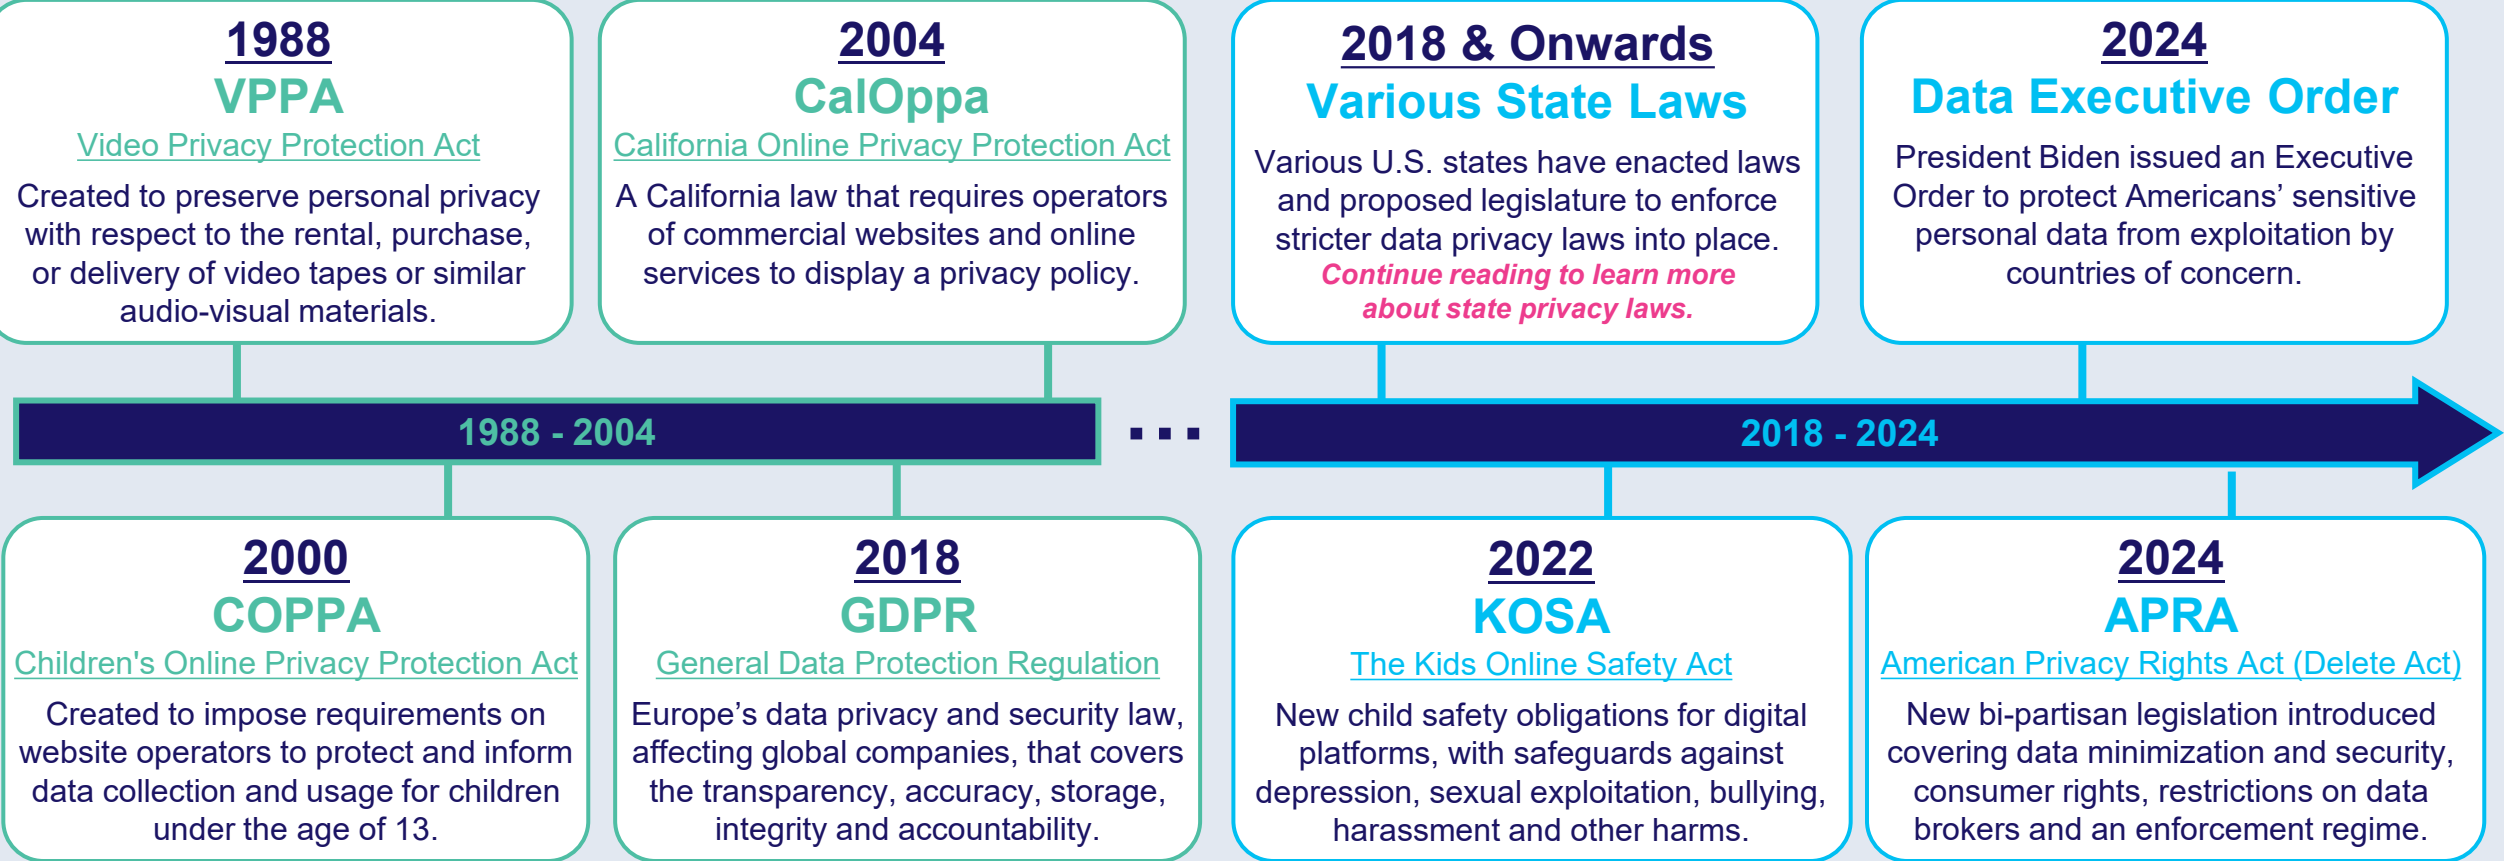 1988
VPPA
Video Privacy Protection Act
Created to preserve personal privacy
with respect to the rental, purchase,
or delivery of video tapes or similar
audio-visual materials.
2004
CalOppa
California Online Privacy Protection Act
A California law that requires operators
of commercial websites and online
services to display a privacy policy.
2018 & Onwards
Various State Laws
Various U.S. states have enacted laws
and proposed legislature to enforce
stricter data privacy laws into place.
Continue reading to learn more
about state privacy laws.
2024
Data Executive Order
President Biden issued an Executive
Order to protect Americans’ sensitive
personal data from exploitation by
countries of concern.
1988 - 2004
...
2018 - 2024
2000
COPPA
Children's Online Privacy Protection Act
Created to impose requirements on
website operators to protect and inform
data collection and usage for children
under the age of 13.
2018
GDPR
General Data Protection Regulation
Europe’s data privacy and security law,
affecting global companies, that covers
the transparency, accuracy, storage,
integrity and accountability.
2022
KOSA
The Kids Online Safety Act
New child safety obligations for digital
platforms, with safeguards against
depression, sexual exploitation, bullying,
harassment and other harms.
2024
APRA
American Privacy Rights Act (Delete Act)
New bi-partisan legislation introduced
covering data minimization and security,
consumer rights, restrictions on data
brokers and an enforcement regime.